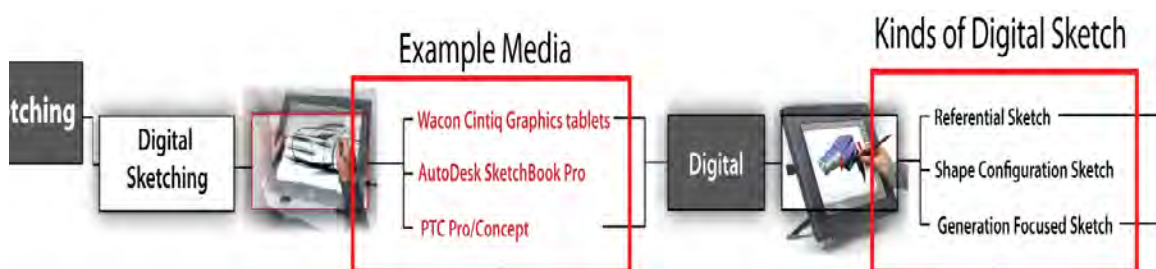 Example Media
Kinds of Digital Sketch
tching
Digital
Sketching
Wacon Cintiq Graphics tablets
AutoDesk SketchBook Pro
PTC Pro/Concept
Digital
Referential Sketch
Shape Configuration Sketch
Generation Focused Sketch